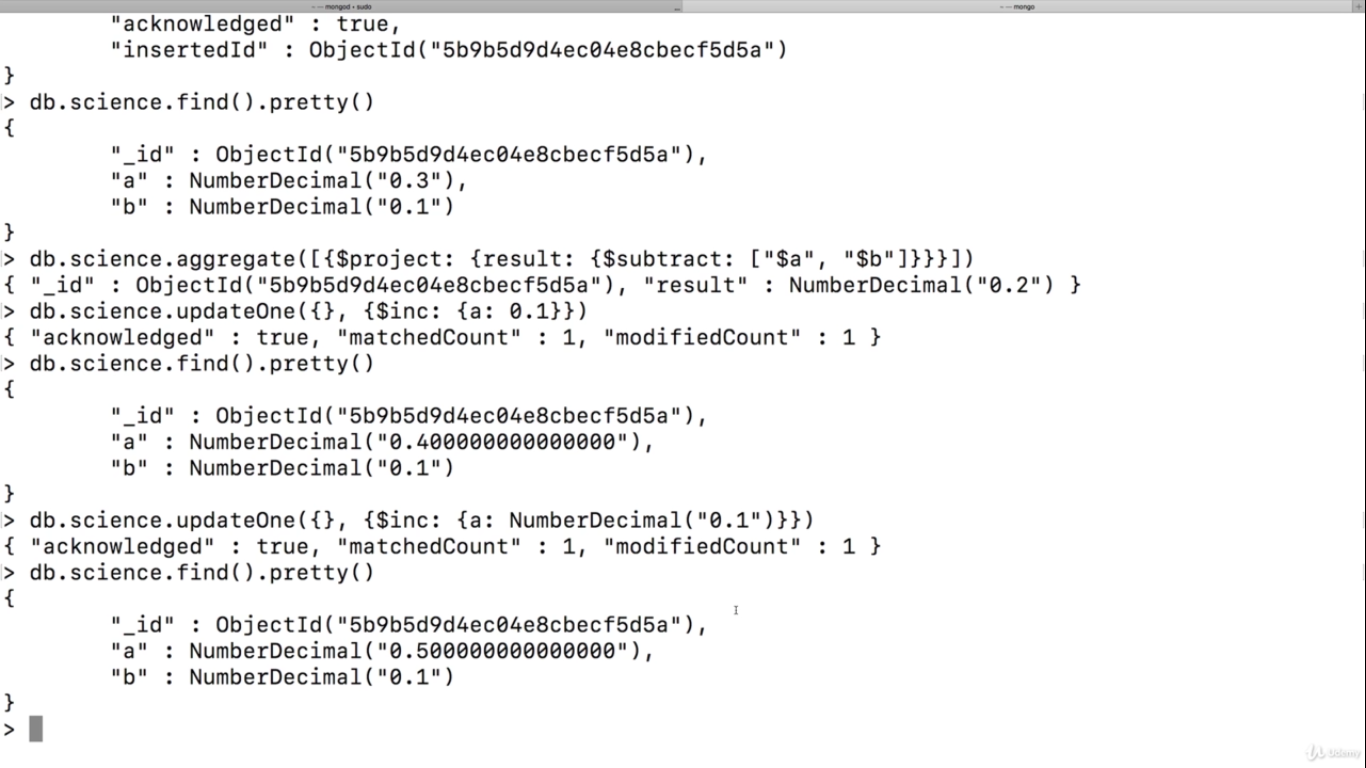 ~ — mongod ‹ sudo
~ — mongo
"acknowledged" : true,
"insertedId" : ObjectId("5b9b5d9d4ec04e8cbecf5d5a")
}
> db.science.find().pretty()
{
"_id" : ObjectId("5b9b5d9d4ec04e8cbecf5d5a"),
"a" : NumberDecimal("0.3"),
"b" : NumberDecimal("0.1")
}
> db.science.aggregate([{$project: {result: {$subtract: ["$a", "$b"]}}}])
{ "_id" : ObjectId("5b9b5d9d4ec04e8cbecf5d5a"), "result" : NumberDecimal("0.2") }
> db.science.updateOne({}, {$inc: {a: 0.1}})
{ "acknowledged" : true, "matchedCount" : 1, "modifiedCount" : 1 }
> db.science.find().pretty()
{
"_id" : ObjectId("5b9b5d9d4ec04e8cbecf5d5a"),
"a" : NumberDecimal("0.400000000000000"),
"b" : NumberDecimal("0.1")
}
> db.science.updateOne({}, {$inc: {a: NumberDecimal("0.1")}})
{ "acknowledged" : true, "matchedCount" : 1, "modifiedCount" : 1 }
> db.science.find().pretty()
{
"_id" : ObjectId("5b9b5d9d4ec04e8cbecf5d5a"),
"a" : NumberDecimal("0.500000000000000"),
"b" : NumberDecimal("0.1")
}
>
Udemy